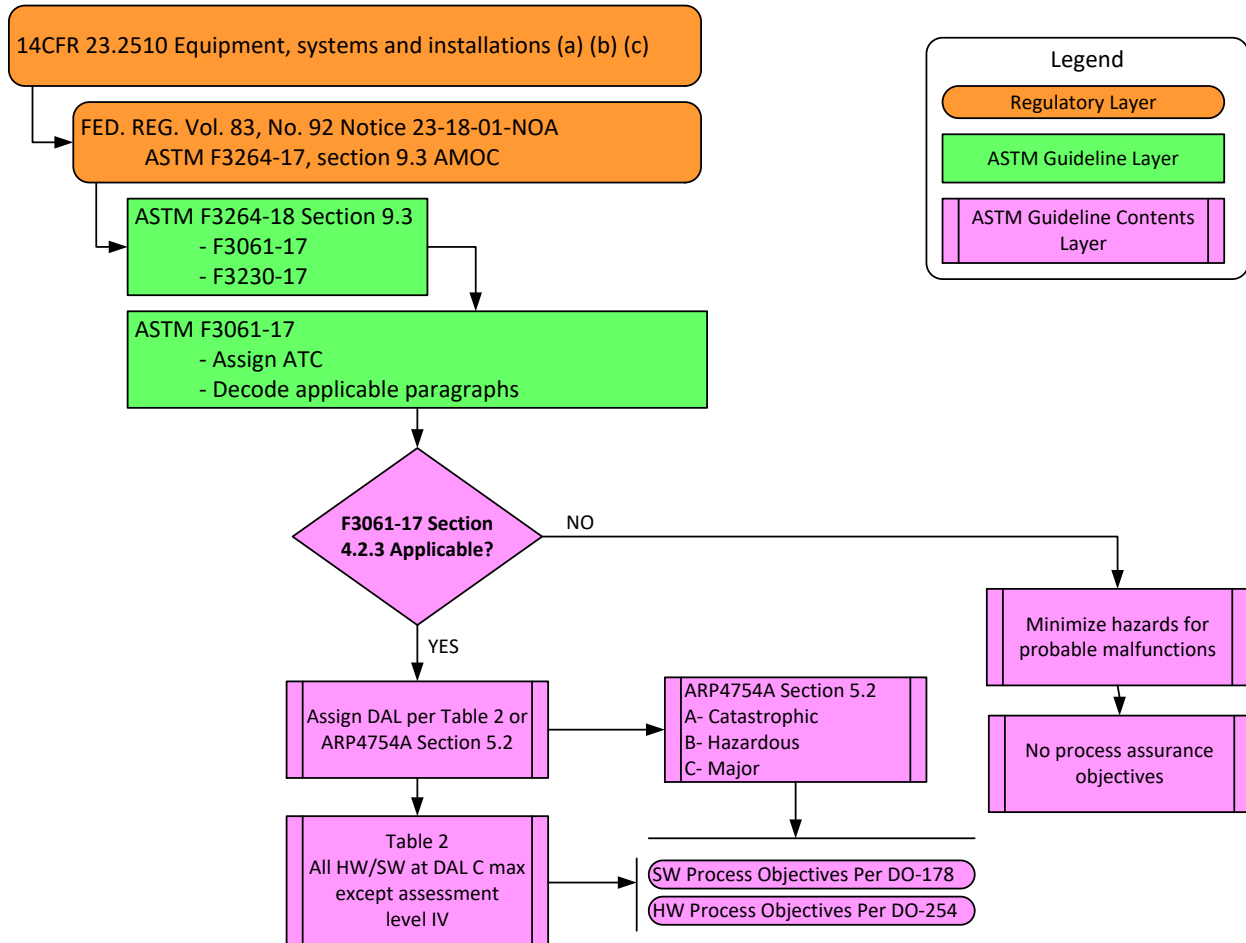 14CFR 23.2510 Equipment, systems and installations (a) (b) (c)
FED. REG. Vol. 83, No. 92 Notice 23-18-01-NOA
ASTM F3264-17, section 9.3 AMOC
ASTM F3264-18 Section 9.3
- F3061-17
- F3230-17
ASTM F3061-17
- Assign ATC
- Decode applicable paragraphs
F3061-17 Section
4.2.3 Applicable?
NO
YES
Minimize hazards for
probable malfunctions
No process assurance
objectives
Assign DAL per Table 2 or
ARP4754A Section 5.2
ARP4754A Section 5.2
A- Catastrophic
B- Hazardous
C- Major
Table 2
All HW/SW at DAL C max
except assessment
level IV
SW Process Objectives Per DO-178
HW Process Objectives Per DO-254
Legend
Regulatory Layer
ASTM Guideline Layer
ASTM Guideline Contents
Layer